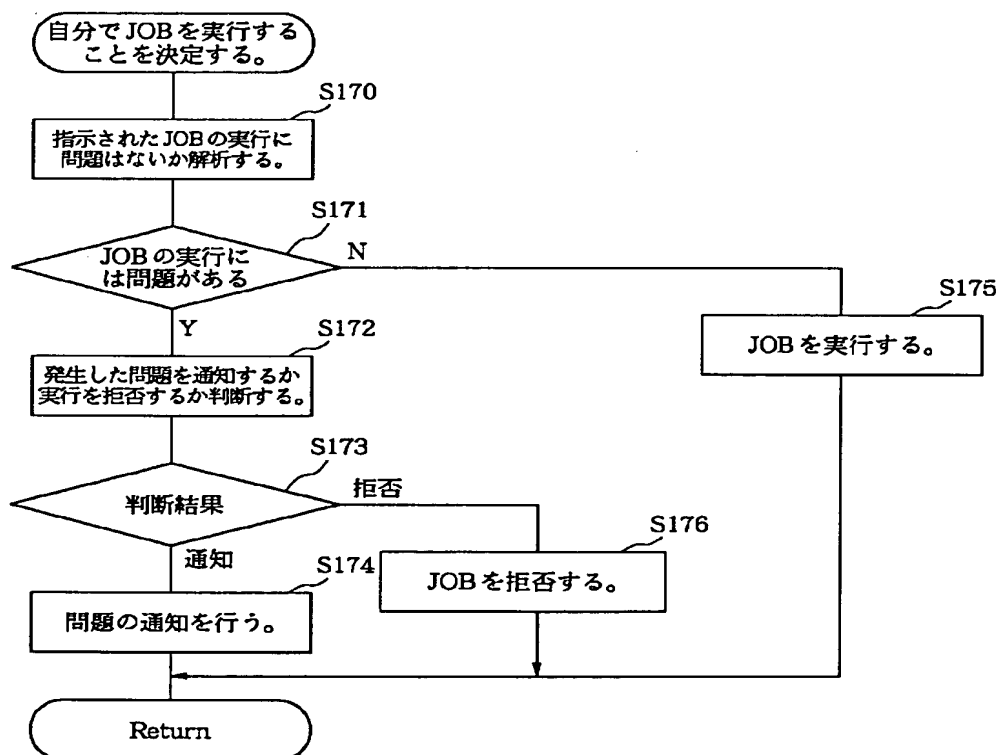 自分でJOBを実行する
ことを決定する。
S170
指示されたJOBの実行に
問題はないか解析する。
S171
JOBの実行に
は問題がある
N
Y
S175
JOBを実行する。
S172
発生した問題を通知するか
実行を拒否するか判断する。
S173
判断結果
拒否
通知
S176
JOBを拒否する。
S174
問題の通知を行う。
Return